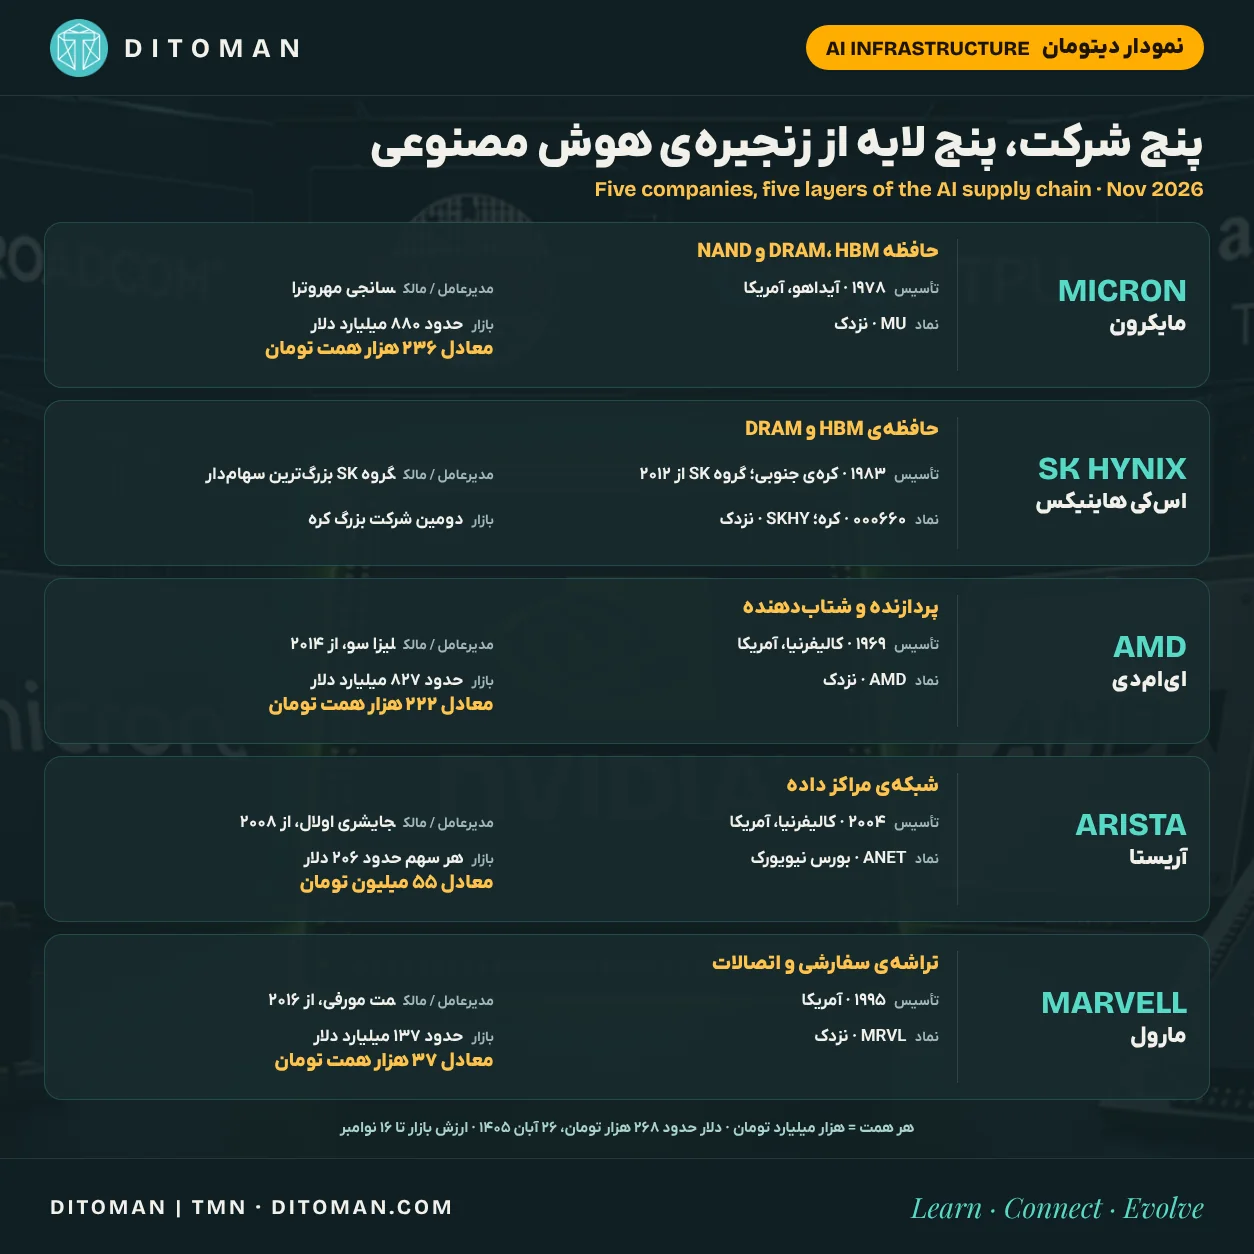 DITOMAN
نمودار دیتومان AI INFRASTRUCTURE
پنج شرکت، پنج لایه از زنجیره‌ی هوش مصنوعی
Five companies, five layers of the AI supply chain · Nov 2026
MICRON
مایکرون
حافظه DRAM، HBM و NAND
تأسیس ۱۹۷۸ · آیداهو، آمریکا
مدیرعامل / مالک سانجی مهروترا
نماد MU · نزدک
بازار حدود ۸۸۰ میلیارد دلار
معادل ۲۳۶ هزار همت تومان
SK HYNIX
اس‌کی هاینیکس
حافظه‌ی HBM و DRAM
تأسیس ۱۹۸۳ · کره‌ی جنوبی؛ گروه SK از ۲۰۱۲
مدیرعامل / مالک گروه SK بزرگ‌ترین سهام‌دار
نماد ۰۰۰۶۶۰ · کره؛ SKHY · نزدک
بازار دومین شرکت بزرگ کره
AMD
ای‌ام‌دی
پردازنده و شتاب‌دهنده
تأسیس ۱۹۶۹ · کالیفرنیا، آمریکا
مدیرعامل / مالک لیزا سو، از ۲۰۱۴
نماد AMD · نزدک
بازار حدود ۸۲۷ میلیارد دلار
معادل ۲۲۲ هزار همت تومان
ARISTA
آریستا
شبکه‌ی مراکز داده
تأسیس ۲۰۰۴ · کالیفرنیا، آمریکا
مدیرعامل / مالک جایشری اولال، از ۲۰۰۸
نماد ANET · بورس نیویورک
بازار هر سهم حدود ۲۰۶ دلار
معادل ۵۵ میلیون تومان
MARVELL
مارول
تراشه‌ی سفارشی و اتصالات
تأسیس ۱۹۹۵ · آمریکا
مدیرعامل / مالک مت مورفی، از ۲۰۱۶
نماد MRVL · نزدک
بازار حدود ۱۳۷ میلیارد دلار
معادل ۳۷ هزار همت تومان
هر همت = هزار میلیارد تومان · دلار حدود ۲۶۸ هزار تومان، ۲۶ آبان ۱۴۰۵ · ارزش بازار تا ۱۶ نوامبر
DITOMAN | TMN · DITOMAN.COM
Learn · Connect · Evolve